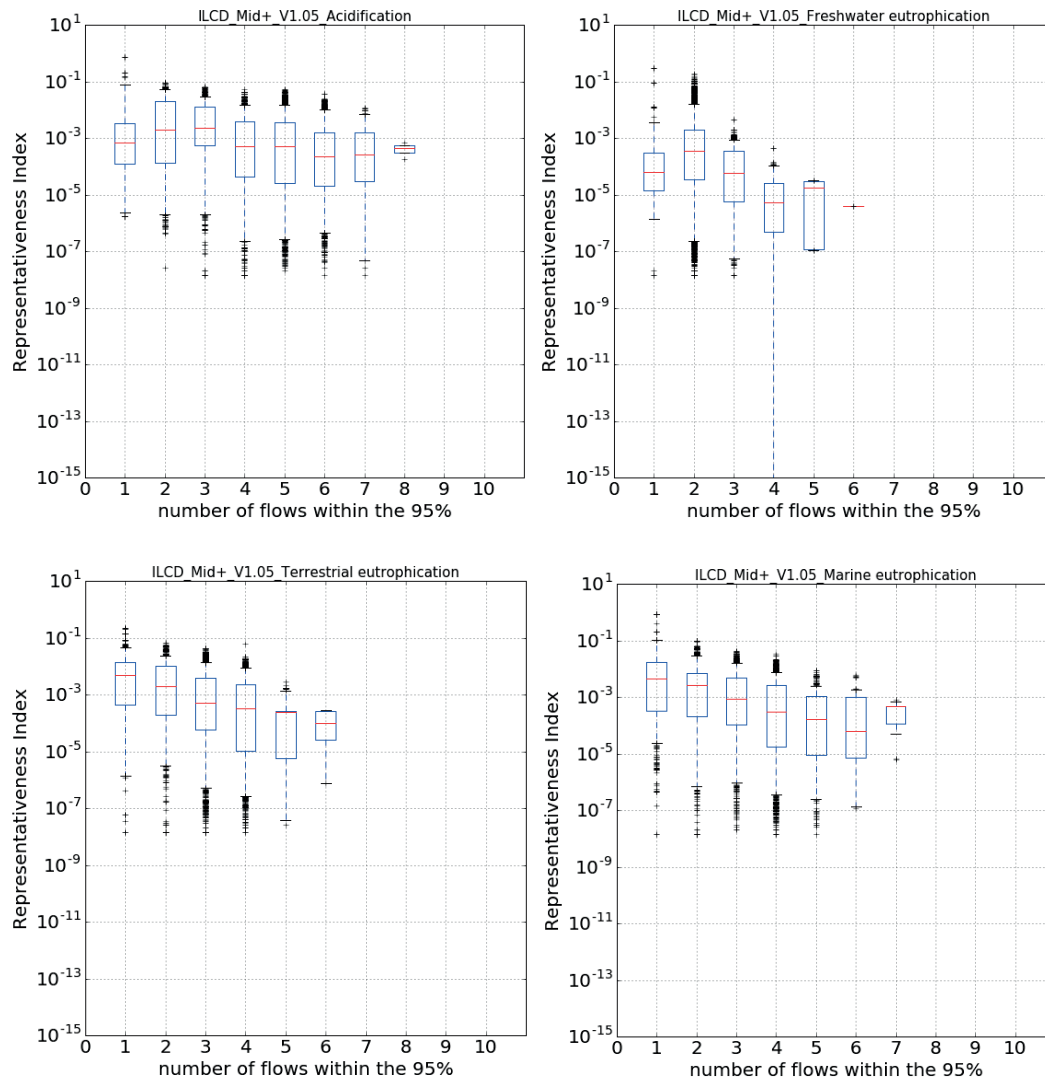 ILCD_Mid+_V1.05_Acidification
Representativeness Index
10^1
10^-1
10^-3
10^-5
10^-7
10^-9
10^-11
10^-13
10^-15
0 1 2 3 4 5 6 7 8 9 10
number of flows within the 95%
ILCD_Mid+_V1.05_Freshwater eutrophication
Representativeness Index
10^1
10^-1
10^-3
10^-5
10^-7
10^-9
10^-11
10^-13
10^-15
0 1 2 3 4 5 6 7 8 9 10
number of flows within the 95%
ILCD_Mid+_V1.05_Terrestrial eutrophication
Representativeness Index
10^1
10^-1
10^-3
10^-5
10^-7
10^-9
10^-11
10^-13
10^-15
0 1 2 3 4 5 6 7 8 9 10
number of flows within the 95%
ILCD_Mid+_V1.05_Marine eutrophication
Representativeness Index
10^1
10^-1
10^-3
10^-5
10^-7
10^-9
10^-11
10^-13
10^-15
0 1 2 3 4 5 6 7 8 9 10
number of flows within the 95%